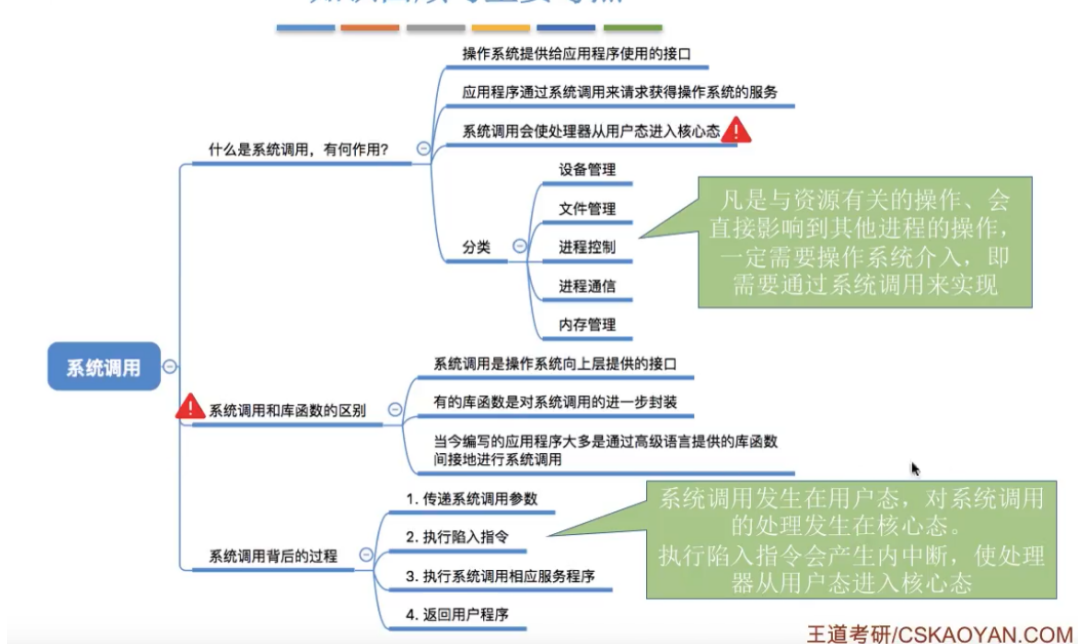 什么是系统调用，有何作用？
操作系统提供给应用程序使用的接口
应用程序通过系统调用来请求获得操作系统的服务
系统调用会使处理器从用户态进入核心态
分类
设备管理
文件管理
进程控制
进程通信
内存管理
凡是与资源有关的操作、会
直接影响到其他进程的操作，
一定需要操作系统介入，即
需要通过系统调用来实现
系统调用
系统调用和库函数的区别
系统调用是操作系统向上层提供的接口
有的库函数是对系统调用的进一步封装
当今编写的应用程序大多是通过高级语言提供的库函数
间接地进行系统调用
系统调用背后的过程
1. 传递系统调用参数
2. 执行陷入指令
3. 执行系统调用相应服务程序
4. 返回用户程序
系统调用发生在用户态，对系统调用
的处理发生在核心态。
执行陷入指令会产生内中断，使处理
器从用户态进入核心态
王道考研/CSKAOYAN.COM